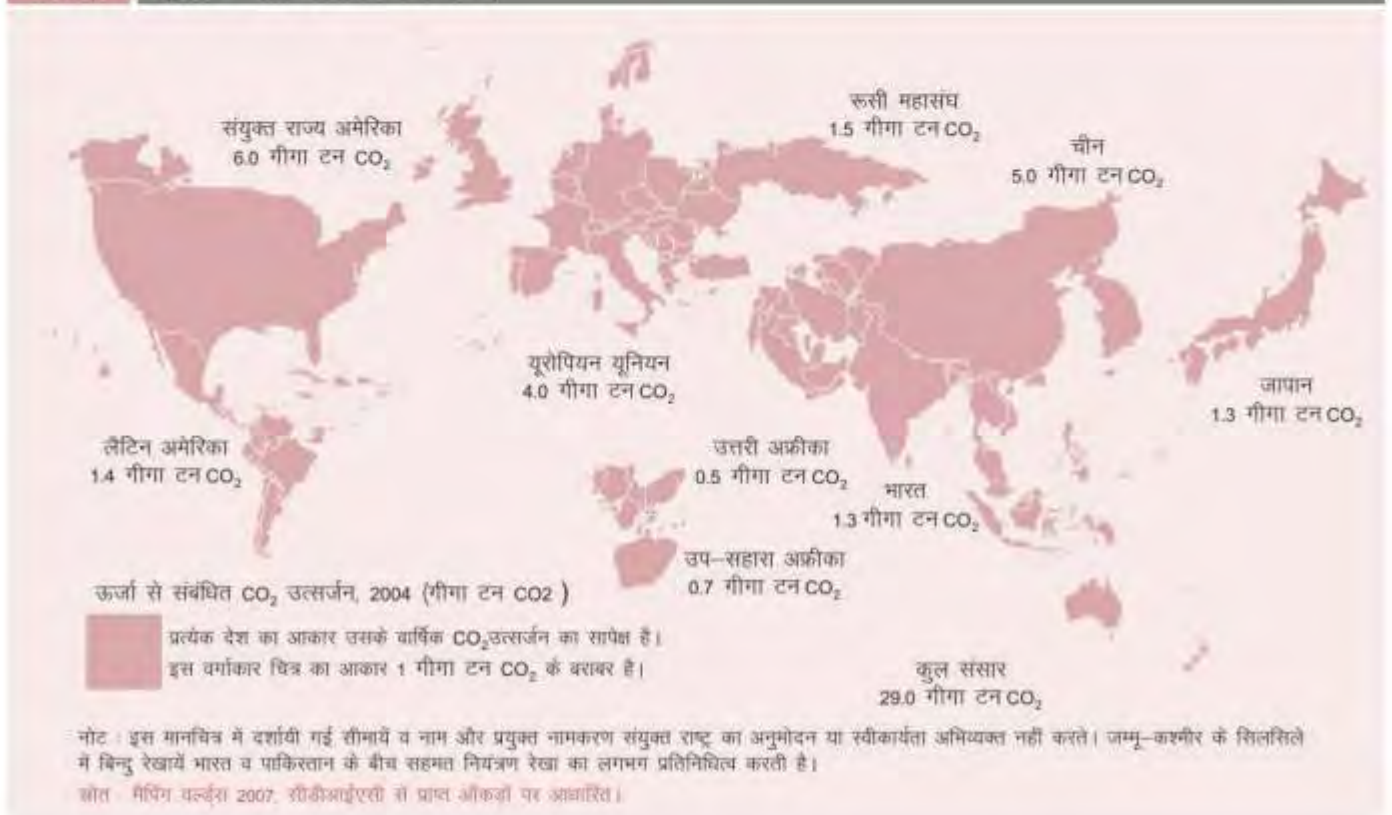 संयुक्त राज्य अमेरिका
6.0 गीगा टन CO₂
रूसी महासंघ
1.5 गीगा टन CO₂
चीन
5.0 गीगा टन CO₂
यूरोपियन यूनियन
4.0 गीगा टन CO₂
जापान
1.3 गीगा टन CO₂
लैटिन अमेरिका
1.4 गीगा टन CO₂
उत्तरी अफ्रीका
0.5 गीगा टन CO₂
भारत
1.3 गीगा टन CO₂
उप–सहारा अफ्रीका
0.7 गीगा टन CO₂
ऊर्जा से संबंधित CO₂ उत्सर्जन, 2004 (गीगा टन CO2 )
प्रत्येक देश का आकार उसके वार्षिक CO₂उत्सर्जन का सापेक्ष है।
इस वर्गाकार चित्र का आकार 1 गीगा टन CO₂ के बराबर है।
कुल संसार
29.0 गीगा टन CO₂
नोट : इस मानचित्र में दर्शायी गई सीमायें व नाम और प्रयुक्त नामकरण संयुक्त राष्ट्र का अनुमोदन या स्वीकार्यता अभिव्यक्त नहीं करते। जम्मू–कश्मीर के सिलसिले
में बिन्दु रेखायें भारत व पाकिस्तान के बीच सहमत नियंत्रण रेखा का लगभग प्रतिनिधित्व करती है।
स्रोत : मैपिंग वर्ल्ड्स 2007, सीडीआईएसी से प्राप्त आँकड़ों पर आधारित।